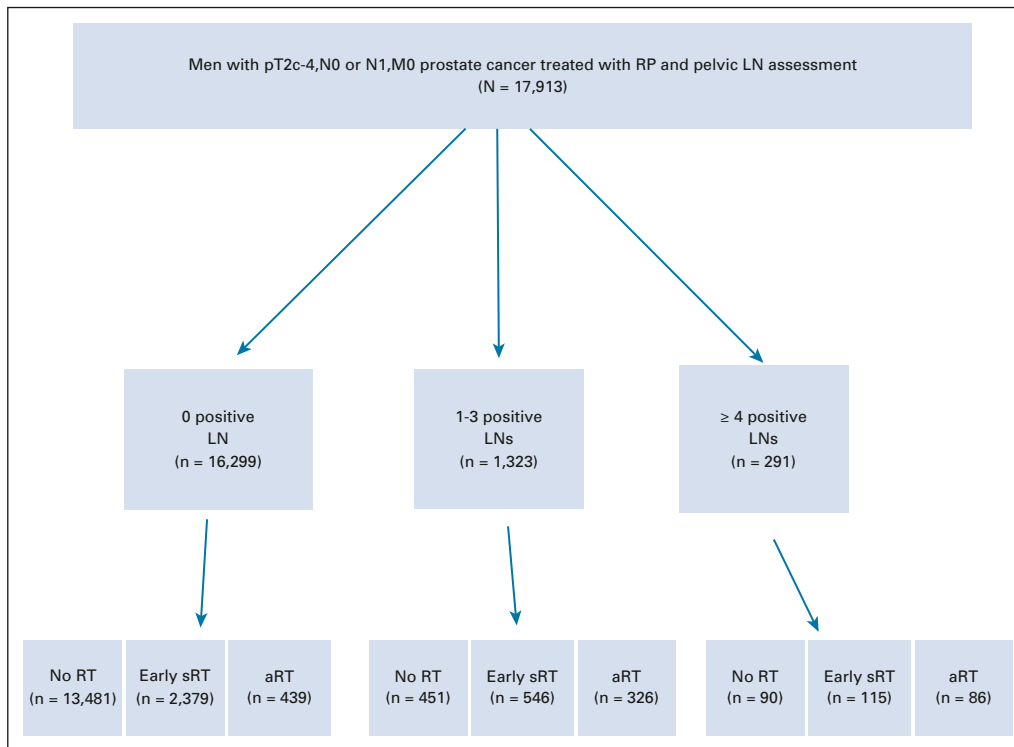 Men with pT2c-4,N0 or N1,M0 prostate cancer treated with RP and pelvic LN assessment
(N = 17,913)
0 positive
LN
(n = 16,299)
1-3 positive
LNs
(n = 1,323)
≥ 4 positive
LNs
(n = 291)
No RT
(n = 13,481)
Early sRT
(n = 2,379)
aRT
(n = 439)
No RT
(n = 451)
Early sRT
(n = 546)
aRT
(n = 326)
No RT
(n = 90)
Early sRT
(n = 115)
aRT
(n = 86)